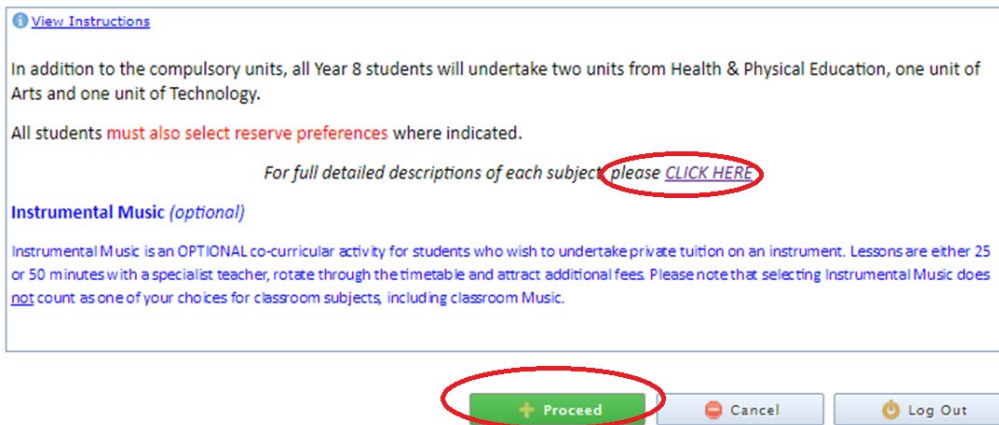 View Instructions
In addition to the compulsory units, all Year 8 students will undertake two units from Health & Physical Education, one unit of
Arts and one unit of Technology.
All students must also select reserve preferences where indicated.
For full detailed descriptions of each subject please CLICK HERE
Instrumental Music (optional)
Instrumental Music is an OPTIONAL co-curricular activity for students who wish to undertake private tuition on an instrument. Lessons are either 25
or 50 minutes with a specialist teacher, rotate through the timetable and attract additional fees. Please note that selecting Instrumental Music does
not count as one of your choices for classroom subjects, including classroom Music.
Proceed
Cancel
Log Out